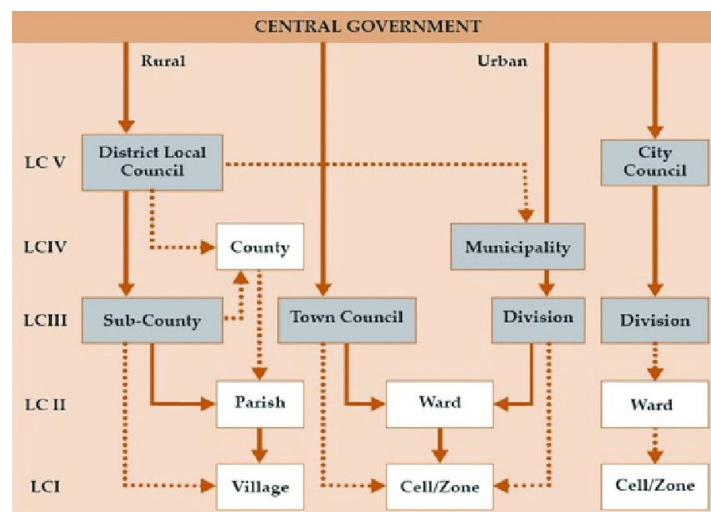 CENTRAL GOVERNMENT
Rural
Urban
LC V
District Local
Council
City
Council
LCIV
County
Municipality
LCIII
Sub-County
Town Council
Division
Division
LC II
Parish
Ward
Ward
LCI
Village
Cell/Zone
Cell/Zone